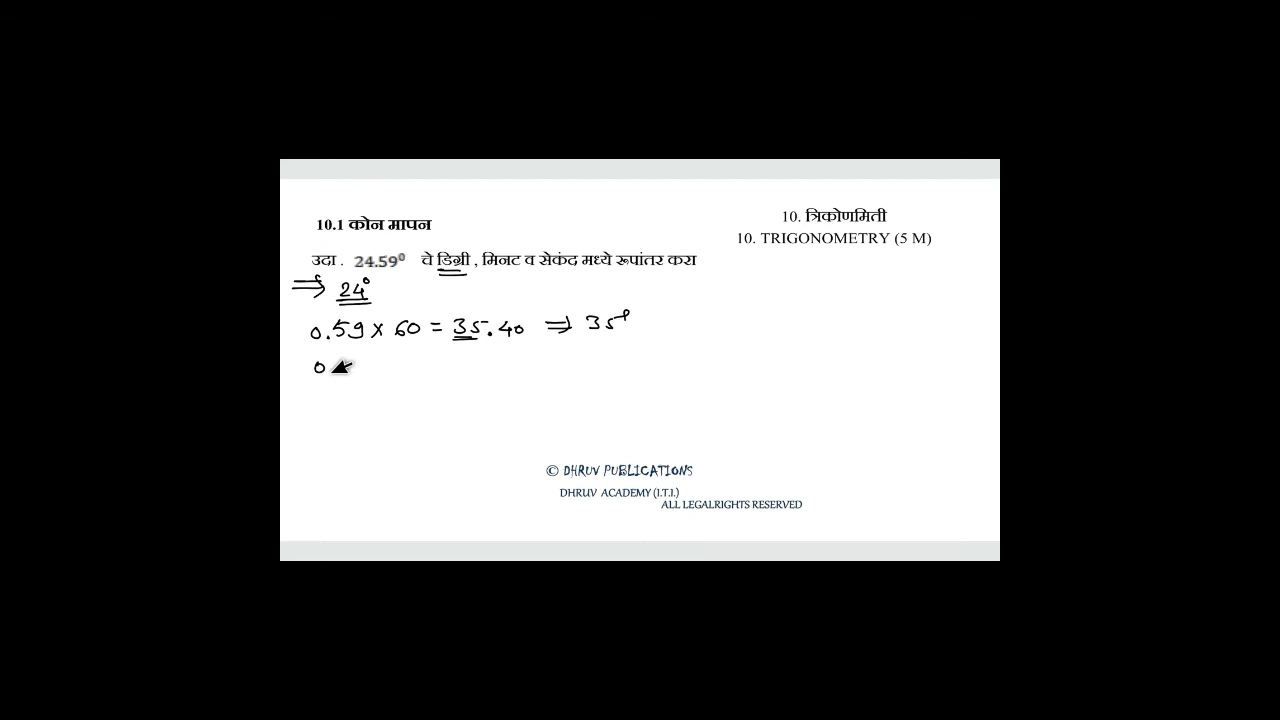 10. त्रिकोणमिती
10. TRIGONOMETRY (5 M)
10.1 कोन मापन
उदा . 24.59⁰ चे डिग्री , मिनट व सेकंद मध्ये रूपांतर करा
⇒ 24°
0.59 × 60 = 35.40 ⇒ 35'
0
© DHRUV PUBLICATIONS
DHRUV ACADEMY (I.T.I.)
ALL LEGALRIGHTS RESERVED